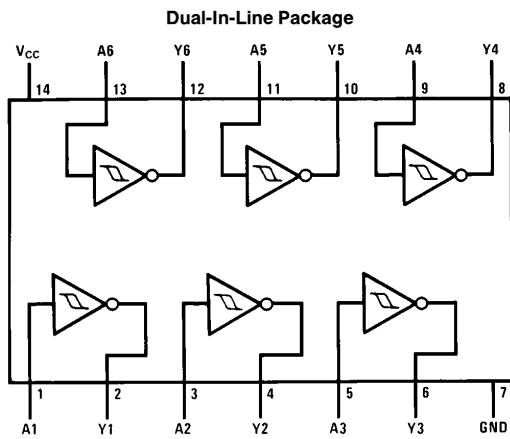 Dual-In-Line Package
VCC A6 Y6 A5 Y5 A4 Y4
14 13 12 11 10 9 8
1 2 3 4 5 6 7
A1 Y1 A2 Y2 A3 Y3 GND